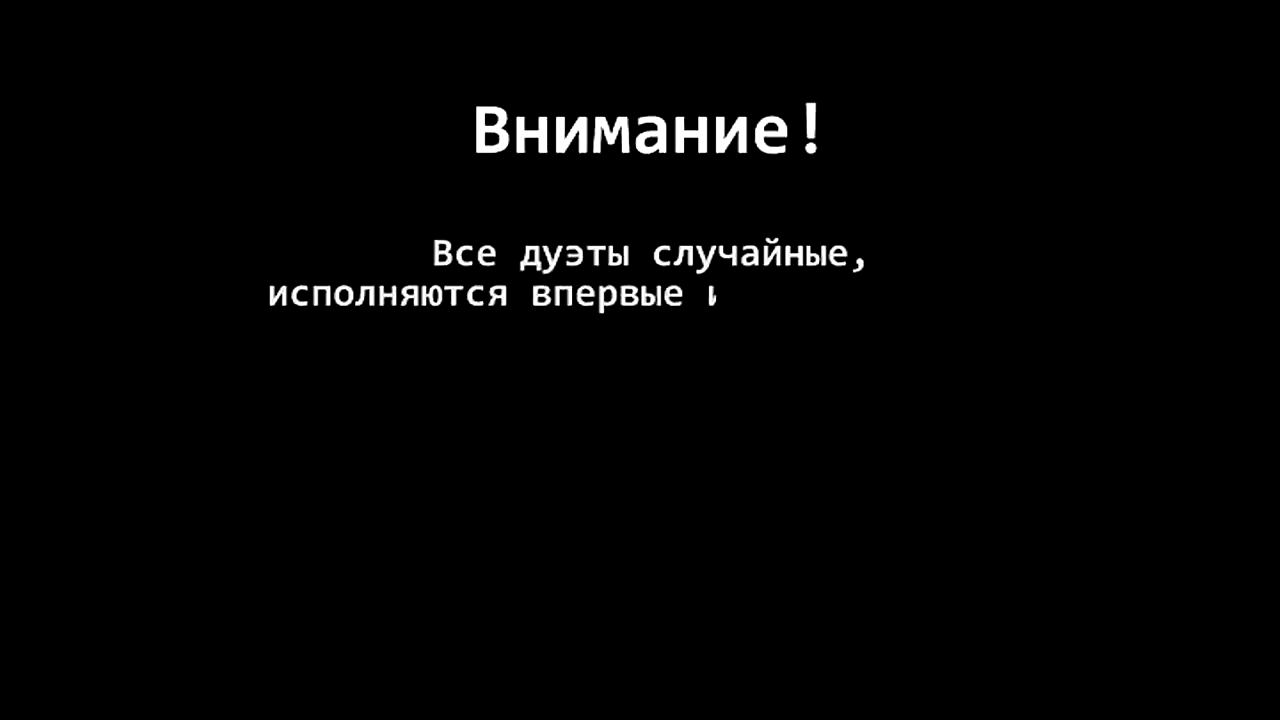 Внимание!
Все дуэты случайные,
исполняются впервые